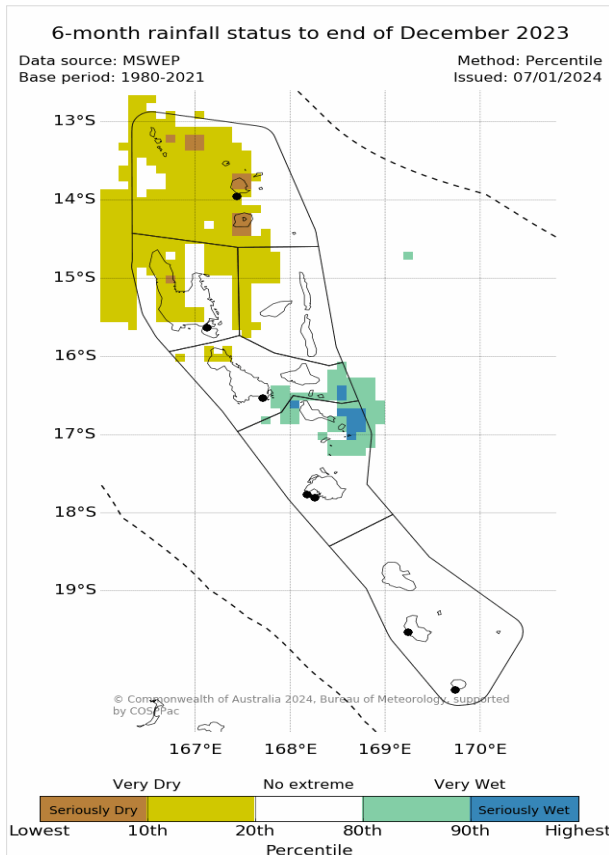 6-month rainfall status to end of December 2023
Data source: MSWEP
Method: Percentile
Base period: 1980-2021
Issued: 07/01/2024
13°S
14°S
15°S
16°S
17°S
18°S
19°S
© Commonwealth of Australia 2024, Bureau of Meteorology, supported
by COSPPac
167°E 168°E 169°E 170°E
Very Dry No extreme Very Wet
Seriously Dry Seriously Wet
Lowest 10th 20th 80th 90th Highest
Percentile